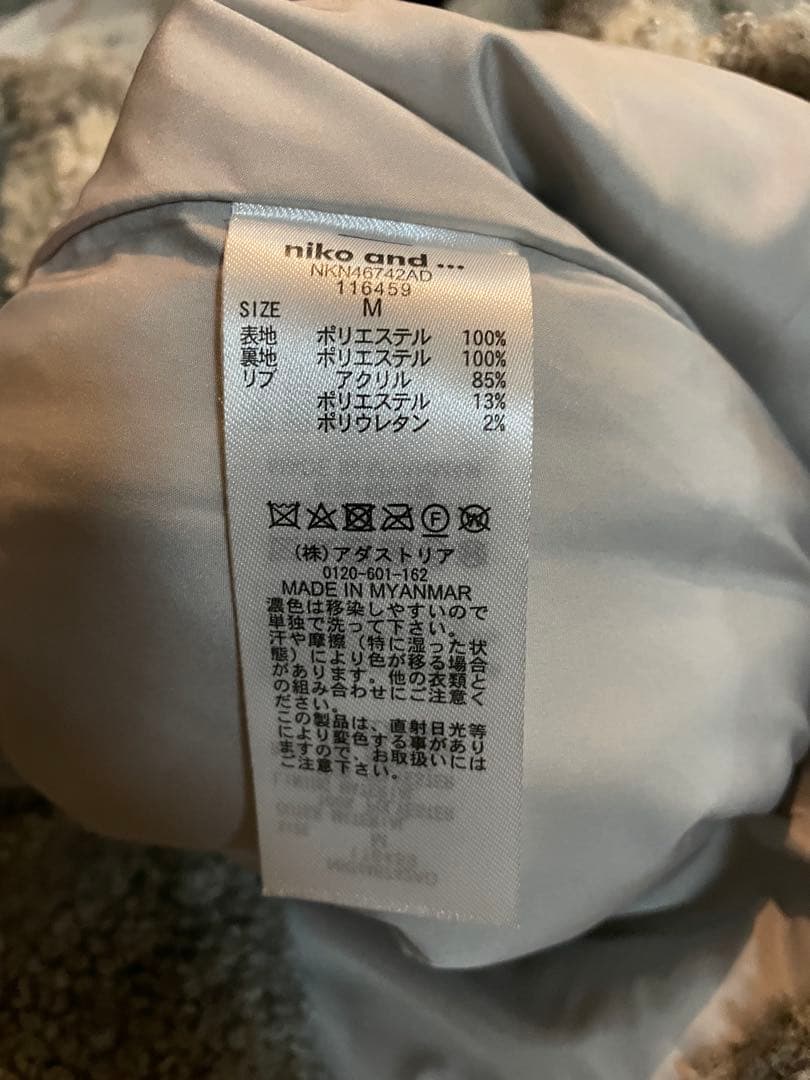 niko and ...
NKN46742AD
116459
SIZE M
表地 ポリエステル 100%
裏地 ポリエステル 100%
リブ アクリル 85%
ポリエステル 13%
ポリウレタン 2%
F W
(株)アダストリア
0120-601-162
MADE IN MYANMAR
濃色は移染しやすいので
単独で洗って下さい。
汗や摩擦(特に湿った状
態)により色が移る場合
があります。他の衣類と
の組み合わせにご注意く
ださい。
この製品は、直射日光等
により変色する事があり
ますので、お取扱いには
ご注意下さい。